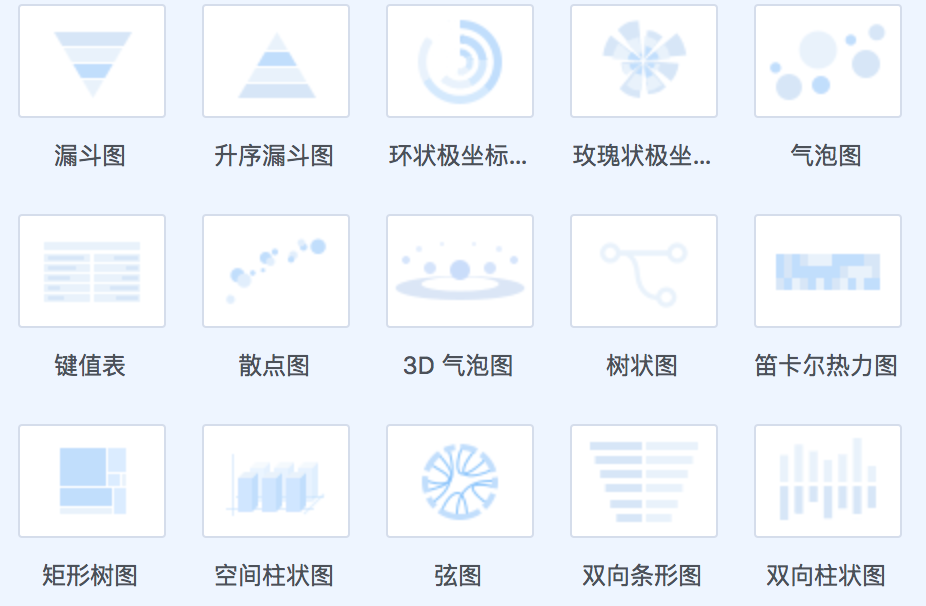 漏斗图
升序漏斗图
环状极坐标...
玫瑰状极坐...
气泡图
键值表
散点图
3D 气泡图
树状图
笛卡尔热力图
矩形树图
空间柱状图
弦图
双向条形图
双向柱状图